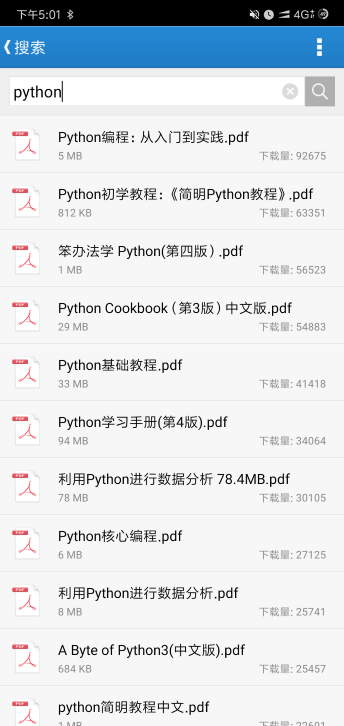 下午5:01
4G
搜索
python
Python编程：从入门到实践.pdf
5 MB
下载量: 92675
Python初学教程：《简明Python教程》.pdf
812 KB
下载量: 63351
笨办法学 Python(第四版）.pdf
1 MB
下载量: 56523
Python Cookbook（第3版）中文版.pdf
29 MB
下载量: 54883
Python基础教程.pdf
33 MB
下载量: 41418
Python学习手册(第4版).pdf
94 MB
下载量: 34064
利用Python进行数据分析 78.4MB.pdf
78 MB
下载量: 30105
Python核心编程.pdf
6 MB
下载量: 27125
利用Python进行数据分析.pdf
8 MB
下载量: 25741
A Byte of Python3(中文版).pdf
684 KB
下载量: 25457
python简明教程中文.pdf
1 MB
下载量: 22601